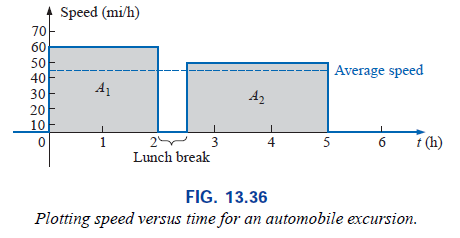 Speed (mi/h)
70
60
50
40
30
20
10
0
A1
A2
Average speed
1
2
3
4
5
6
t (h)
Lunch break
FIG. 13.36
Plotting speed versus time for an automobile excursion.